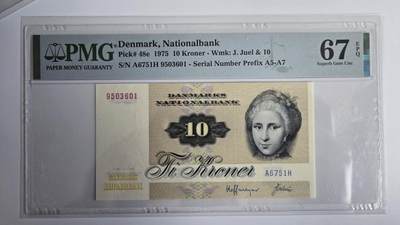 PMG
PAPER MONEY GUARANTY
Denmark, Nationalbank
Pick# 48e 1975 10 Kroner - Wmk: J. Juel & 10
S/N A6751H 9503601 - Serial Number Prefix A5-A7
67 EPQ
Superb Gem Unc
9503601
DANMARKS
NATIONALBANK
10
Ti Kroner
A6751H